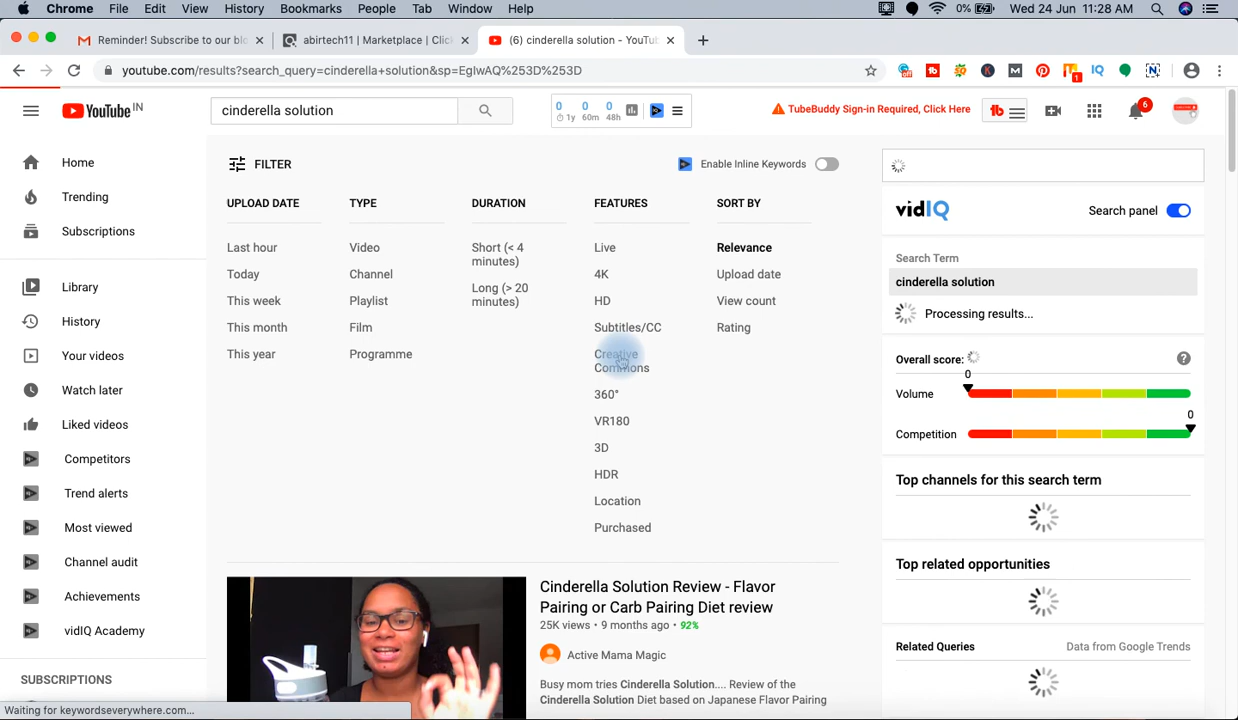 Chrome File Edit View History Bookmarks People Tab Window Help 0% Wed 24 Jun 11:28 AM
Reminder! Subscribe to our blo abirtech11 | Marketplace | Click (6) cinderella solution - YouTub
youtube.com/results?search_query=cinderella+solution&sp=EgIwAQ%253D%253D
1
YouTube IN
cinderella solution
0 0 0
1y 60m 48h
TubeBuddy Sign-in Required, Click Here
tb
6
Home
Trending
Subscriptions
Library
History
Your videos
Watch later
Liked videos
Competitors
Trend alerts
Most viewed
Channel audit
Achievements
vidIQ Academy
SUBSCRIPTIONS
FILTER
Enable Inline Keywords
UPLOAD DATE
Last hour
Today
This week
This month
This year
TYPE
Video
Channel
Playlist
Film
Programme
DURATION
Short (< 4
minutes)
Long (> 20
minutes)
FEATURES
Live
4K
HD
Subtitles/CC
Creative
Commons
360°
VR180
3D
HDR
Location
Purchased
SORT BY
Relevance
Upload date
View count
Rating
Cinderella Solution Review - Flavor
Pairing or Carb Pairing Diet review
25K views • 9 months ago • 92%
Active Mama Magic
Busy mom tries Cinderella Solution.... Review of the
Cinderella Solution Diet based on Japanese Flavor Pairing
vidIQ
Search panel
Search Term
cinderella solution
Processing results...
Overall score:
?
0
Volume
0
Competition
Top channels for this search term
Top related opportunities
Related Queries Data from Google Trends
Waiting for keywordseverywhere.com...